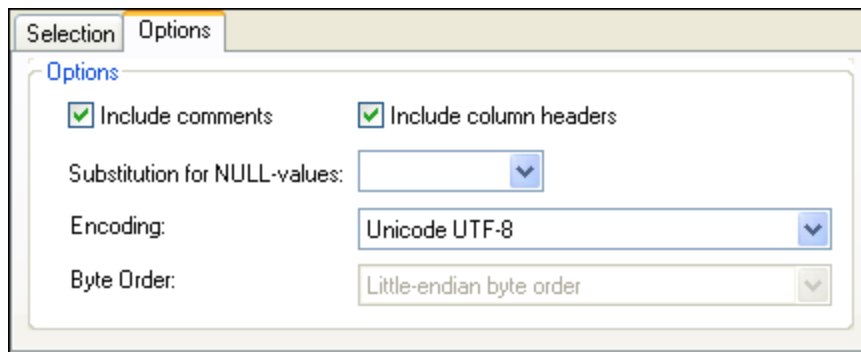 Selection Options
Options
Include comments Include column headers
Substitution for NULL-values:
Encoding: Unicode UTF-8
Byte Order: Little-endian byte order